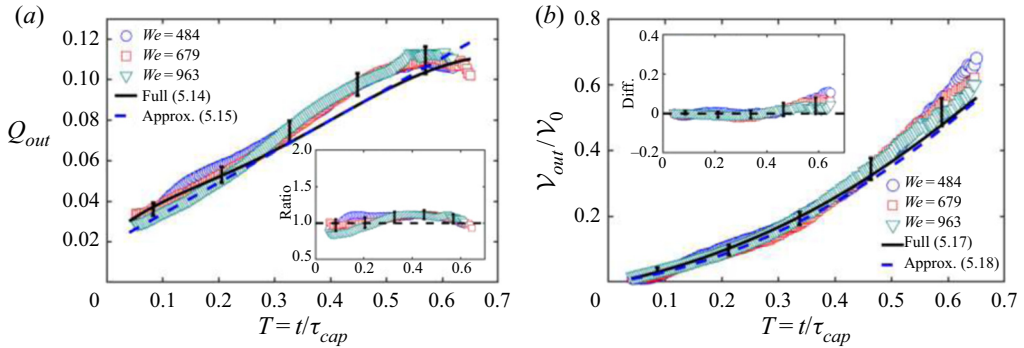 (a)
0.12
We = 484
We = 679
We = 963
0.10
Full (5.14)
Approx. (5.15)
0.08
Q_out
0.06
0.04
0.02
2.0
1.5
Ratio
1.0
0.5
0 0.2 0.4 0.6
0 0.1 0.2 0.3 0.4 0.5 0.6 0.7
T = t/τ_cap
(b)
0.8
0.6
0.4
0.2
0
V_out/V_0
0.4
0.2
Diff.
0
−0.2
0 0.2 0.4 0.6
We = 484
We = 679
We = 963
Full (5.17)
Approx. (5.18)
0.1 0.2 0.3 0.4 0.5 0.6 0.7
T = t/τ_cap